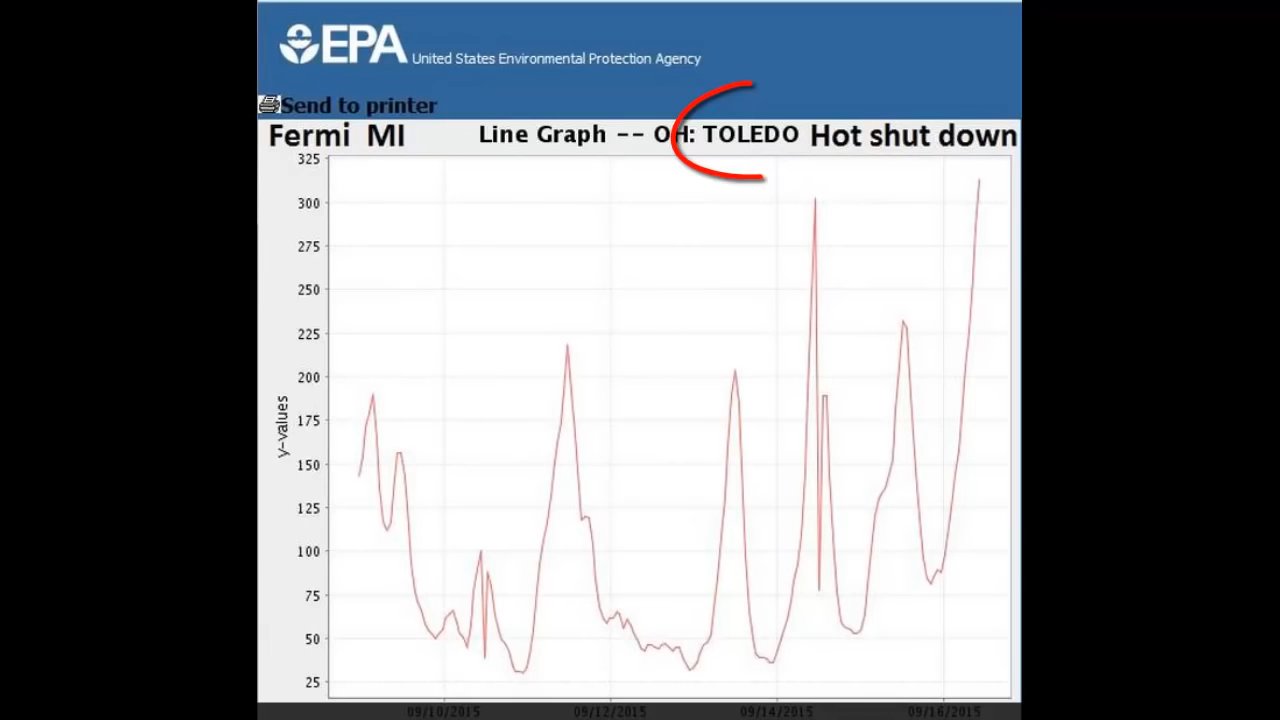 EPA United States Environmental Protection Agency
Send to printer
Fermi MI Line Graph -- OH: TOLEDO Hot shut down
325
300
275
250
225
200
175
150
125
100
75
50
25
y-values
09/10/2015 09/12/2015 09/14/2015 09/16/2015